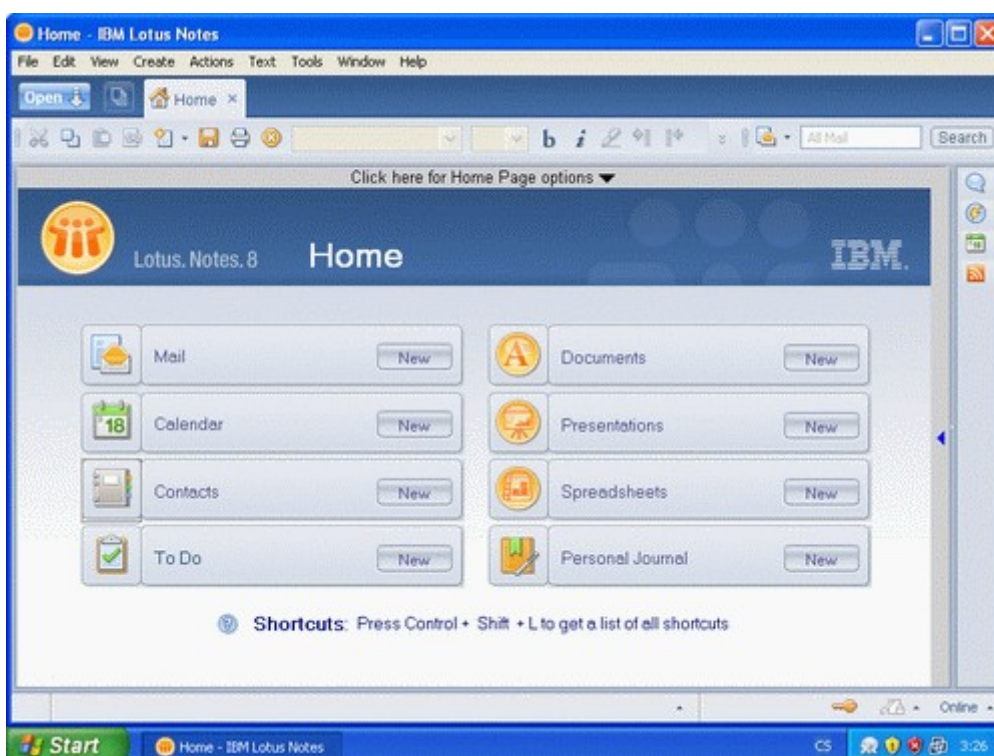 Home - IBM Lotus Notes
File Edit View Create Actions Text Tools Window Help
Open Home ×
b i All Mail Search
Click here for Home Page options
Lotus. Notes. 8 Home IBM.
Mail New Documents New
18 Calendar New Presentations New
Contacts New Spreadsheets New
To Do New Personal Journal New
Shortcuts: Press Control + Shift + L to get a list of all shortcuts
Online
Start Home - IBM Lotus Notes CS 3:26